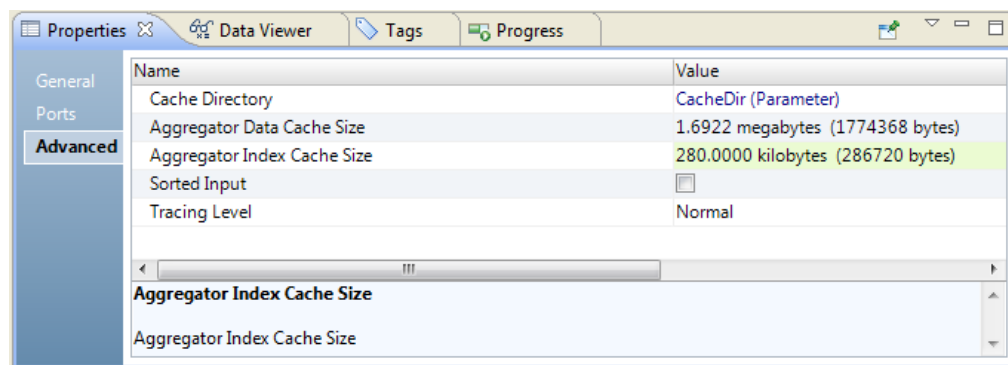 Properties Data Viewer Tags Progress
General
Ports
Advanced
Name Value
Cache Directory CacheDir (Parameter)
Aggregator Data Cache Size 1.6922 megabytes (1774368 bytes)
Aggregator Index Cache Size 280.0000 kilobytes (286720 bytes)
Sorted Input
Tracing Level Normal
Aggregator Index Cache Size
Aggregator Index Cache Size